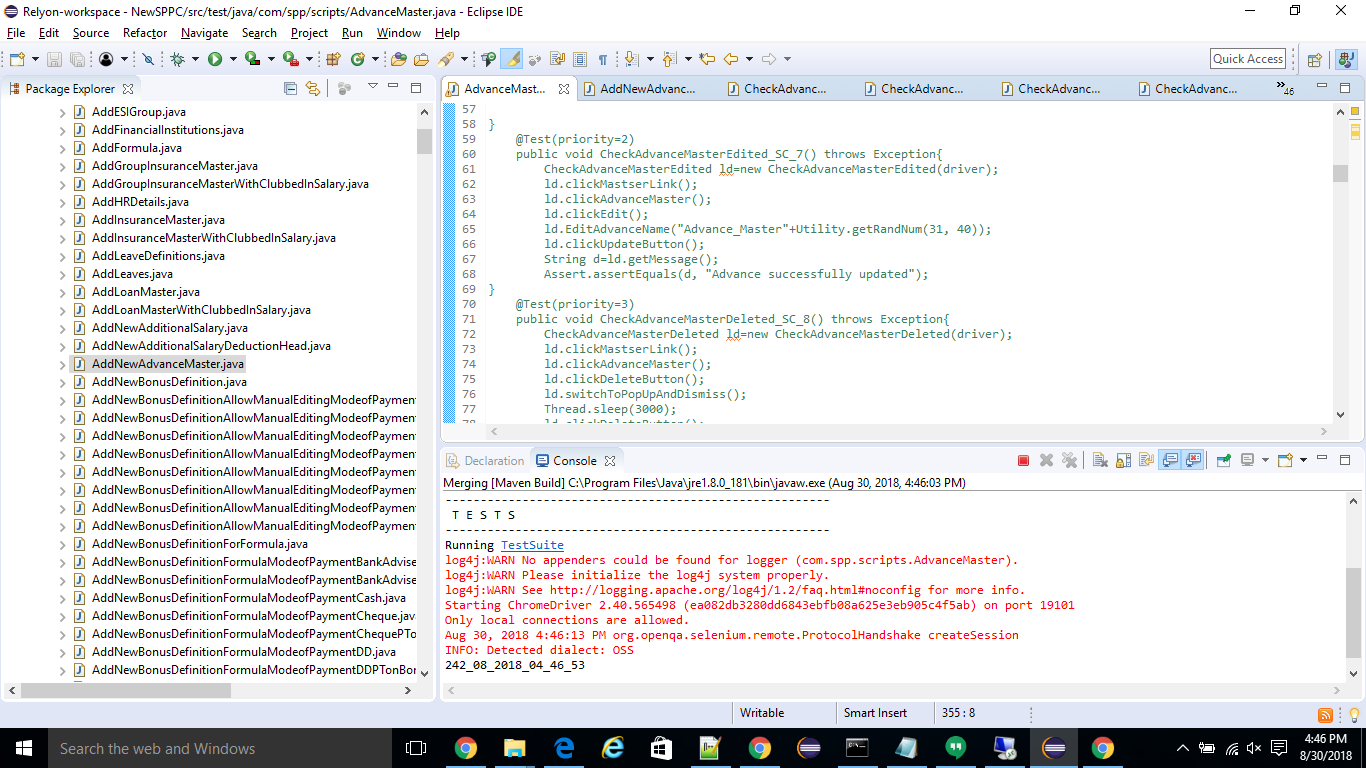 Relyon-workspace - NewSPPC/src/test/java/com/spp/scripts/AdvanceMaster.java - Eclipse IDE
File Edit Source Refactor Navigate Search Project Run Window Help
Quick Access
Package Explorer
AddESIGroup.java
AddFinancialInstitutions.java
AddFormula.java
AddGroupInsuranceMaster.java
AddGroupInsuranceMasterWithClubbedInSalary.java
AddHRDetails.java
AddInsuranceMaster.java
AddInsuranceMasterWithClubbedInSalary.java
AddLeaveDefinitions.java
AddLeaves.java
AddLoanMaster.java
AddLoanMasterWithClubbedInSalary.java
AddNewAdditionalSalary.java
AddNewAdditionalSalaryDeductionHead.java
AddNewAdvanceMaster.java
AddNewBonusDefinition.java
AddNewBonusDefinitionAllowManualEditingModeofPayment
AddNewBonusDefinitionAllowManualEditingModeofPayment
AddNewBonusDefinitionAllowManualEditingModeofPayment
AddNewBonusDefinitionAllowManualEditingModeofPayment
AddNewBonusDefinitionAllowManualEditingModeofPayment
AddNewBonusDefinitionAllowManualEditingModeofPayment
AddNewBonusDefinitionAllowManualEditingModeofPayment
AddNewBonusDefinitionAllowManualEditingModeofPayment
AddNewBonusDefinitionForFormula.java
AddNewBonusDefinitionFormulaModeofPaymentBankAdvise
AddNewBonusDefinitionFormulaModeofPaymentBankAdvise
AddNewBonusDefinitionFormulaModeofPaymentCash.java
AddNewBonusDefinitionFormulaModeofPaymentCheque.java
AddNewBonusDefinitionFormulaModeofPaymentChequePTo
AddNewBonusDefinitionFormulaModeofPaymentDD.java
AddNewBonusDefinitionFormulaModeofPaymentDDPTonBor
AdvanceMast... AddNewAdvanc... CheckAdvanc... CheckAdvanc... CheckAdvanc... CheckAdvanc... 46
57
58 }
59 @Test(priority=2)
60 public void CheckAdvanceMasterEdited_SC_7() throws Exception{
61 CheckAdvanceMasterEdited ld=new CheckAdvanceMasterEdited(driver);
62 ld.clickMastserLink();
63 ld.clickAdvanceMaster();
64 ld.clickEdit();
65 ld.EditAdvanceName("Advance_Master"+Utility.getRandNum(31, 40));
66 ld.clickUpdateButton();
67 String d=ld.getMessage();
68 Assert.assertEquals(d, "Advance successfully updated");
69 }
70 @Test(priority=3)
71 public void CheckAdvanceMasterDeleted_SC_8() throws Exception{
72 CheckAdvanceMasterDeleted ld=new CheckAdvanceMasterDeleted(driver);
73 ld.clickMastserLink();
74 ld.clickAdvanceMaster();
75 ld.clickDeleteButton();
76 ld.switchToPopUpAndDismiss();
77 Thread.sleep(3000);
78 ld.clickDeleteButton();
Declaration Console
Merging [Maven Build] C:\Program Files\Java\jre1.8.0_181\bin\javaw.exe (Aug 30, 2018, 4:46:03 PM)
-------------------------------------------------------
T E S T S
-------------------------------------------------------
Running TestSuite
log4j:WARN No appenders could be found for logger (com.spp.scripts.AdvanceMaster).
log4j:WARN Please initialize the log4j system properly.
log4j:WARN See http://logging.apache.org/log4j/1.2/faq.html#noconfig for more info.
Starting ChromeDriver 2.40.565498 (ea082db3280dd6843ebfb08a625e3eb905c4f5ab) on port 19101
Only local connections are allowed.
Aug 30, 2018 4:46:13 PM org.openqa.selenium.remote.ProtocolHandshake createSession
INFO: Detected dialect: OSS
242_08_2018_04_46_53
Writable Smart Insert 355 : 8
Search the web and Windows
4:46 PM
8/30/2018